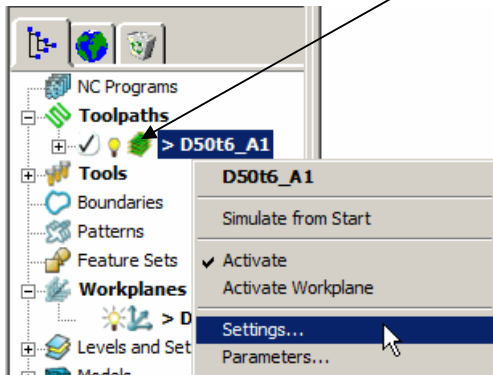 NC Programs
Toolpaths
> D50t6_A1
Tools
Boundaries
Patterns
Feature Sets
Workplanes
> D
Levels and Set
Models
D50t6_A1
Simulate from Start
Activate
Activate Workplane
Settings...
Parameters...